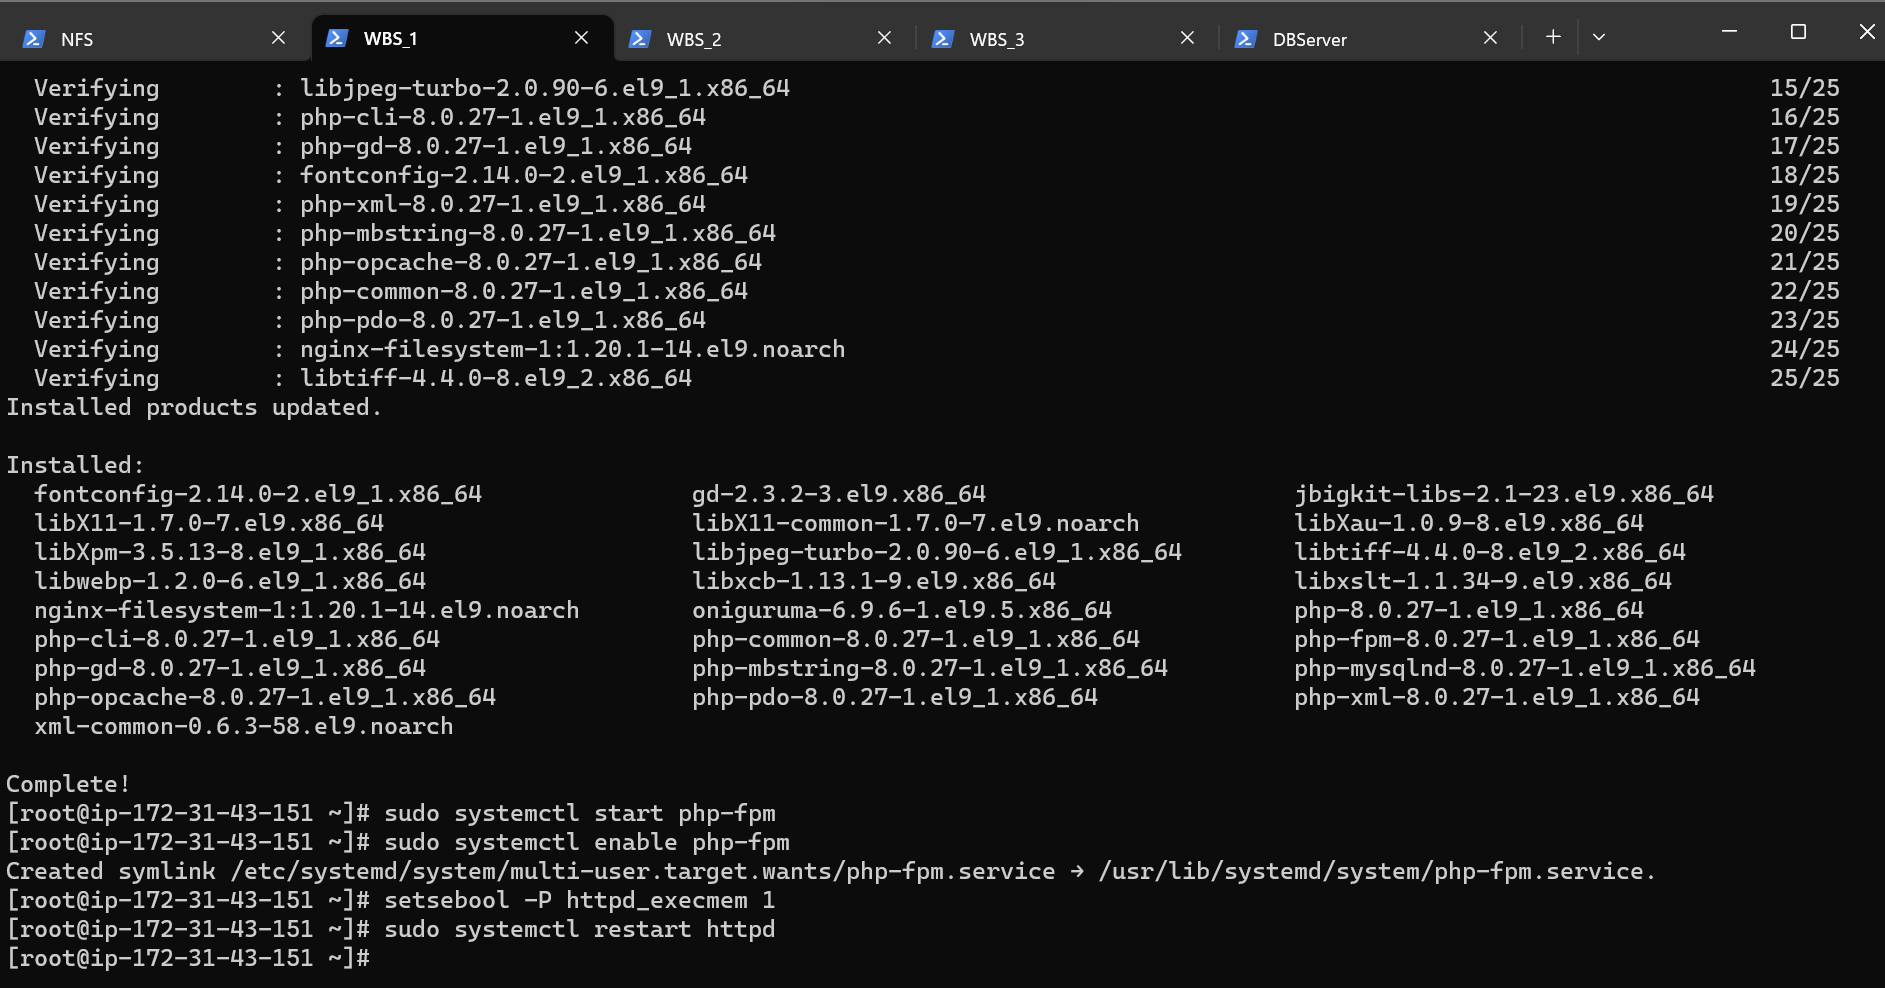 NFS WBS_1 WBS_2 WBS_3 DBServer
Verifying : libjpeg-turbo-2.0.90-6.el9_1.x86_64 15/25
Verifying : php-cli-8.0.27-1.el9_1.x86_64 16/25
Verifying : php-gd-8.0.27-1.el9_1.x86_64 17/25
Verifying : fontconfig-2.14.0-2.el9_1.x86_64 18/25
Verifying : php-xml-8.0.27-1.el9_1.x86_64 19/25
Verifying : php-mbstring-8.0.27-1.el9_1.x86_64 20/25
Verifying : php-opcache-8.0.27-1.el9_1.x86_64 21/25
Verifying : php-common-8.0.27-1.el9_1.x86_64 22/25
Verifying : php-pdo-8.0.27-1.el9_1.x86_64 23/25
Verifying : nginx-filesystem-1:1.20.1-14.el9.noarch 24/25
Verifying : libtiff-4.4.0-8.el9_2.x86_64 25/25
Installed products updated.
Installed:
fontconfig-2.14.0-2.el9_1.x86_64 gd-2.3.2-3.el9.x86_64 jbigkit-libs-2.1-23.el9.x86_64
libX11-1.7.0-7.el9.x86_64 libX11-common-1.7.0-7.el9.noarch libXau-1.0.9-8.el9.x86_64
libXpm-3.5.13-8.el9_1.x86_64 libjpeg-turbo-2.0.90-6.el9_1.x86_64 libtiff-4.4.0-8.el9_2.x86_64
libwebp-1.2.0-6.el9_1.x86_64 libxcb-1.13.1-9.el9.x86_64 libxslt-1.1.34-9.el9.x86_64
nginx-filesystem-1:1.20.1-14.el9.noarch oniguruma-6.9.6-1.el9.5.x86_64 php-8.0.27-1.el9_1.x86_64
php-cli-8.0.27-1.el9_1.x86_64 php-common-8.0.27-1.el9_1.x86_64 php-fpm-8.0.27-1.el9_1.x86_64
php-gd-8.0.27-1.el9_1.x86_64 php-mbstring-8.0.27-1.el9_1.x86_64 php-mysqlnd-8.0.27-1.el9_1.x86_64
php-opcache-8.0.27-1.el9_1.x86_64 php-pdo-8.0.27-1.el9_1.x86_64 php-xml-8.0.27-1.el9_1.x86_64
xml-common-0.6.3-58.el9.noarch
Complete!
[root@ip-172-31-43-151 ~]# sudo systemctl start php-fpm
[root@ip-172-31-43-151 ~]# sudo systemctl enable php-fpm
Created symlink /etc/systemd/system/multi-user.target.wants/php-fpm.service → /usr/lib/systemd/system/php-fpm.service.
[root@ip-172-31-43-151 ~]# setsebool -P httpd_execmem 1
[root@ip-172-31-43-151 ~]# sudo systemctl restart httpd
[root@ip-172-31-43-151 ~]#